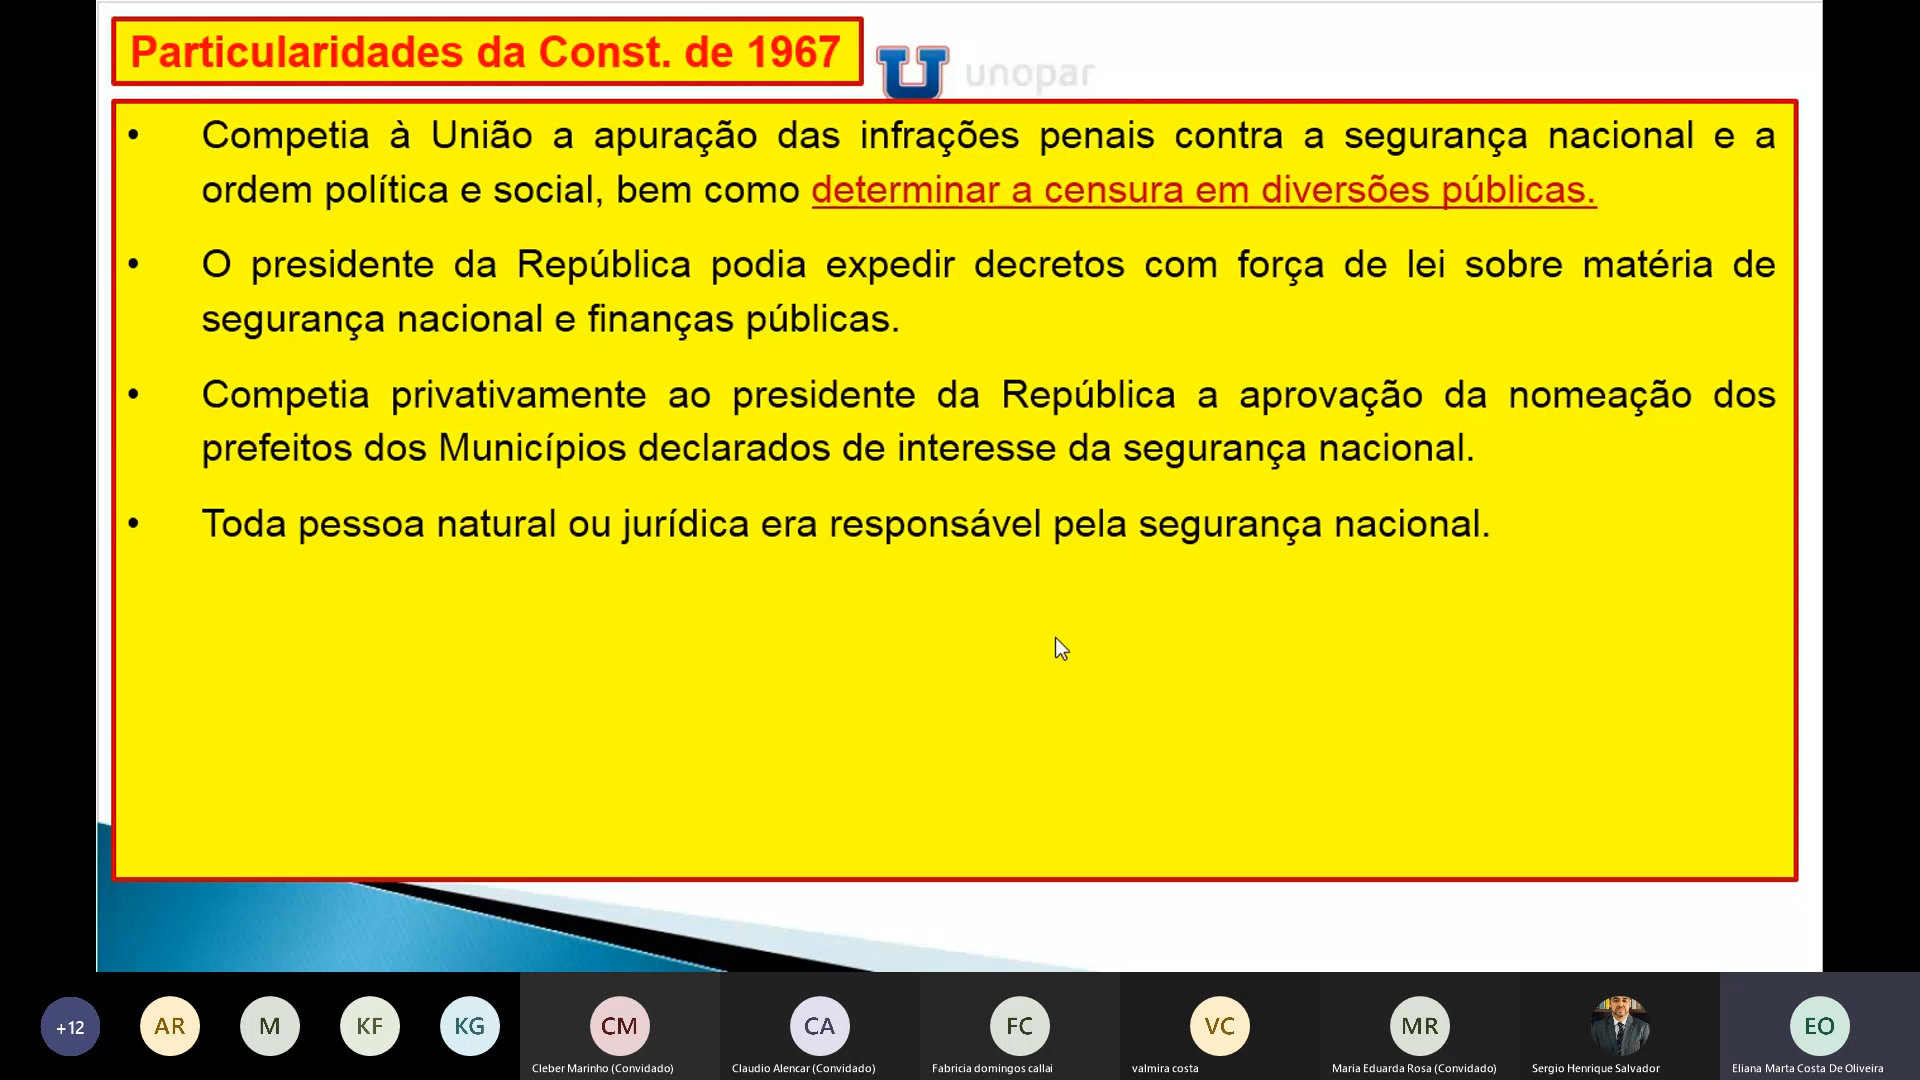 Particularidades da Const. de 1967
unopar
• Competia à União a apuração das infrações penais contra a segurança nacional e a
ordem política e social, bem como determinar a censura em diversões públicas.
• O presidente da República podia expedir decretos com força de lei sobre matéria de
segurança nacional e finanças públicas.
• Competia privativamente ao presidente da República a aprovação da nomeação dos
prefeitos dos Municípios declarados de interesse da segurança nacional.
• Toda pessoa natural ou jurídica era responsável pela segurança nacional.
+12 AR M KF KG CM CA FC VC MR EO
Cleber Marinho (Convidado) Claudio Alencar (Convidado) Fabricia domingos callai valmira costa Maria Eduarda Rosa (Convidado) Sergio Henrique Salvador Eliana Marta Costa De Oliveira